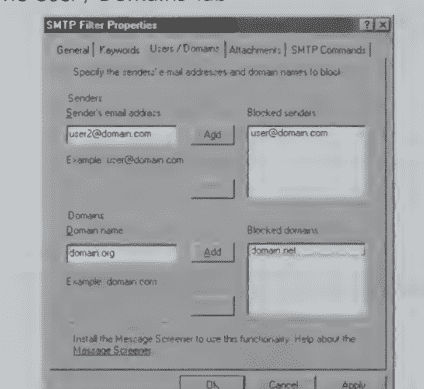 SMTP Filter Properties
General Keywords Users / Domains Attachments SMTP Commands
Specify the senders' e-mail addresses and domain names to block
Senders
Sender's email address Blocked senders
user2@domain.com Add user@domain.com
Example: user@domain.com
Domains
Domain name Blocked domains
domain.org Add domain.net
Example: domain.com
Install the Message Screener to use this functionality. Help about the
Message Screener
OK Cancel Apply